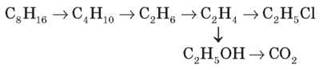 C₈H₁₆ → C₄H₁₀ → C₂H₆ → C₂H₄ → C₂H₅Cl
↓
C₂H₅OH → CO₂